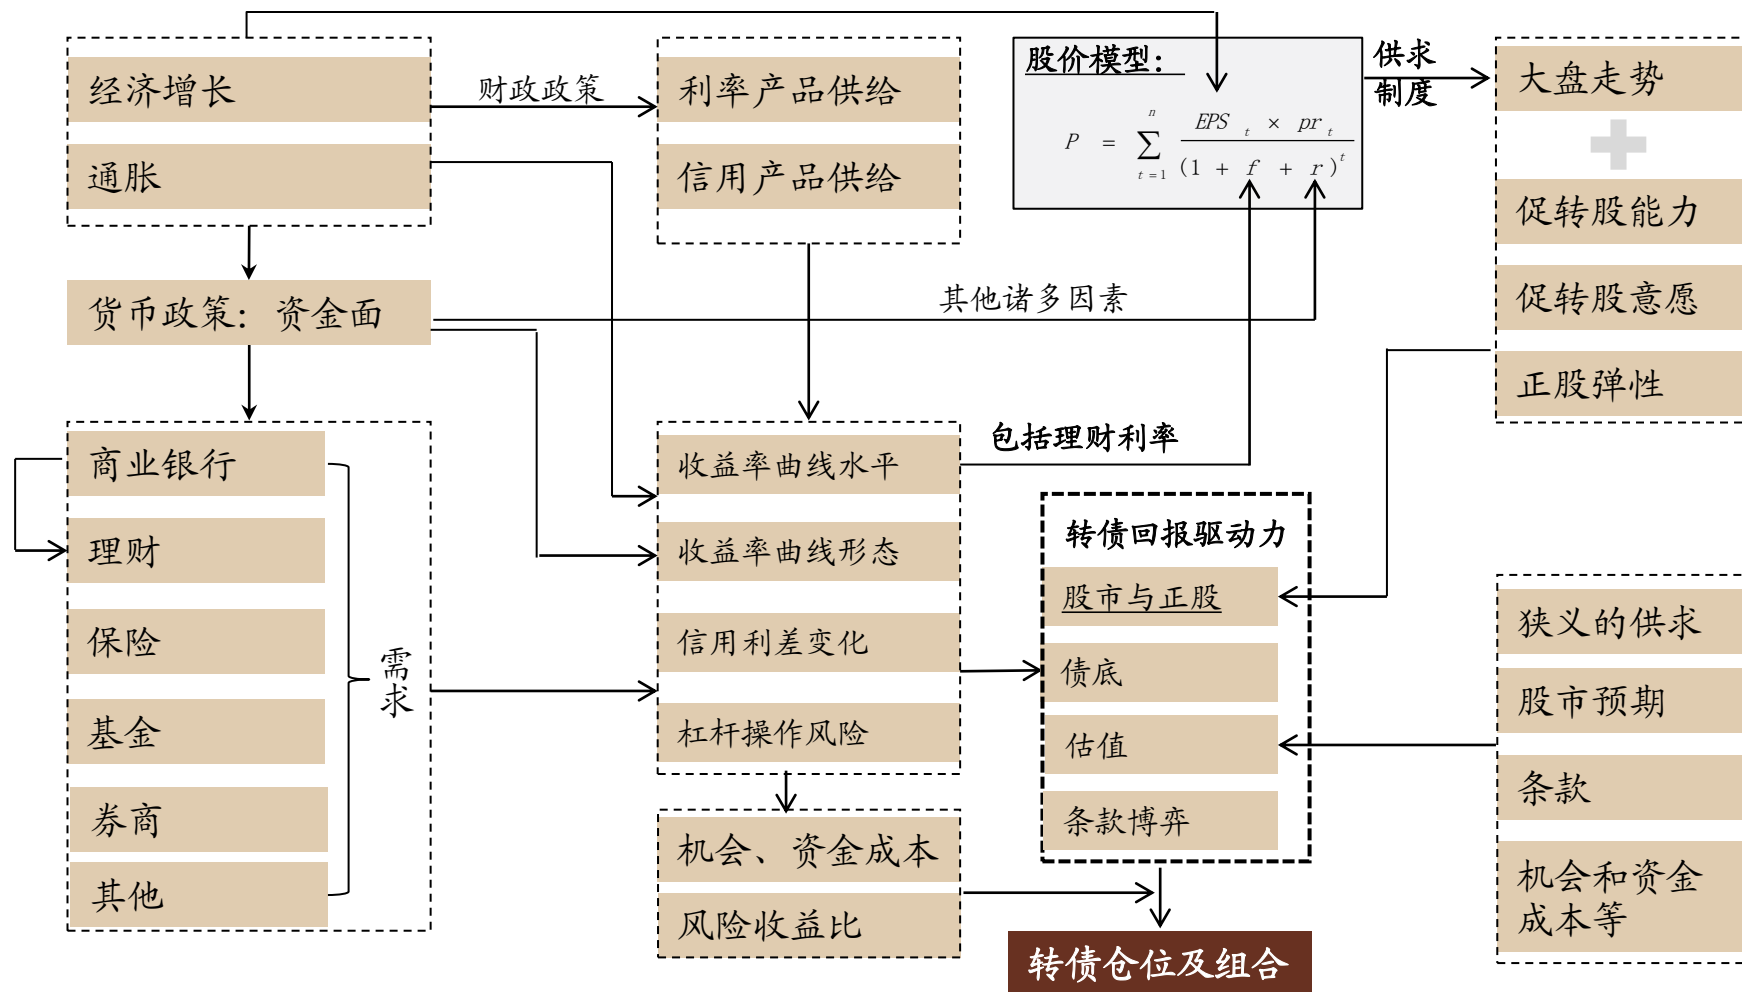 经济增长
通胀
财政政策
利率产品供给
信用产品供给
股价模型：
P = \sum_{t=1}^{n} \frac{EPS_t × pr_t}{(1 + f + r)^t}
供求
制度
大盘走势
促转股能力
促转股意愿
正股弹性
货币政策：资金面
其他诸多因素
商业银行
理财
保险
基金
券商
其他
需
求
收益率曲线水平
收益率曲线形态
信用利差变化
杠杆操作风险
包括理财利率
转债回报驱动力
股市与正股
债底
估值
条款博弈
狭义的供求
股市预期
条款
机会和资金
成本等
机会、资金成本
风险收益比
转债仓位及组合